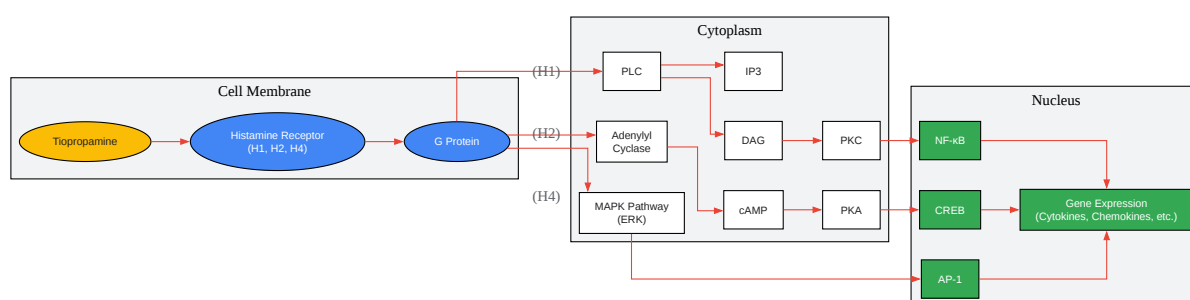 Cell Membrane
Tiopropamine
Histamine Receptor
(H1, H2, H4)
G Protein
(H1)
(H2)
(H4)
Cytoplasm
PLC
IP3
Adenylyl
Cyclase
DAG
PKC
MAPK Pathway
(ERK)
cAMP
PKA
Nucleus
NF-κB
CREB
Gene Expression
(Cytokines, Chemokines, etc.)
AP-1